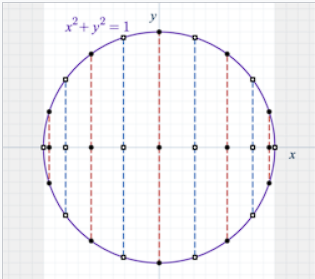 y
x² + y² = 1
x